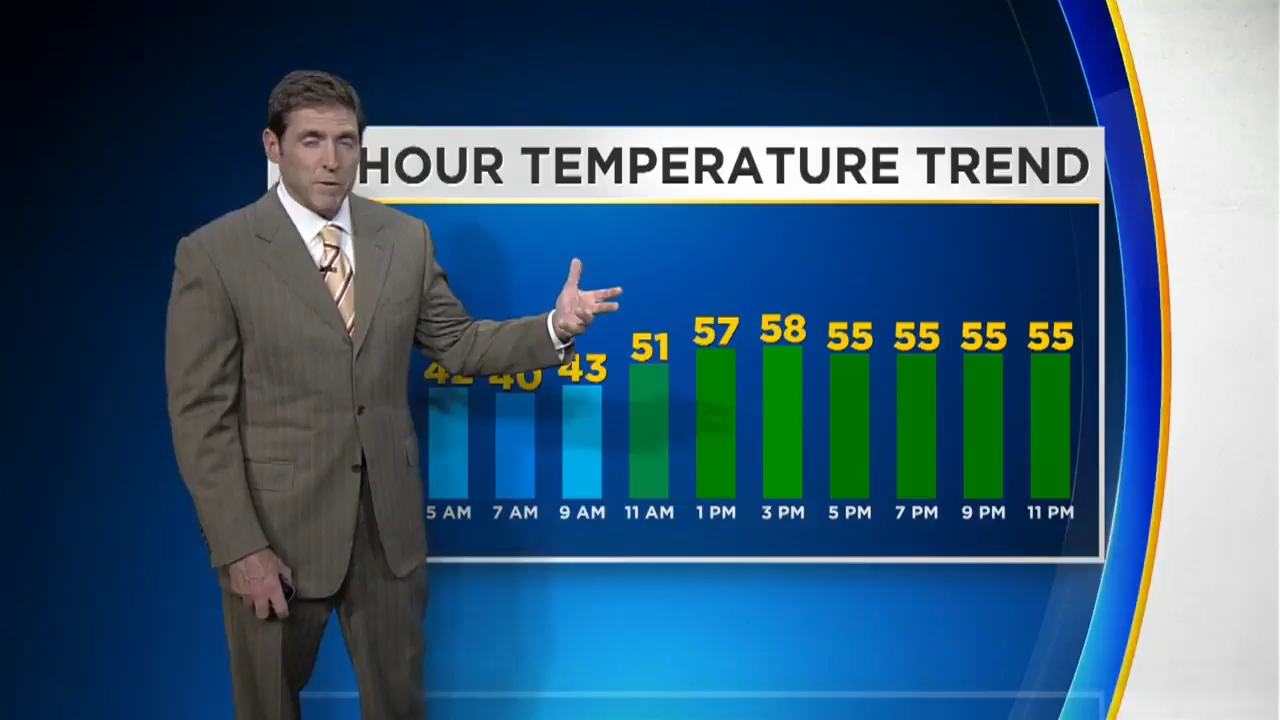 HOUR TEMPERATURE TREND
42 40 43 51 57 58 55 55 55 55
5 AM 7 AM 9 AM 11 AM 1 PM 3 PM 5 PM 7 PM 9 PM 11 PM